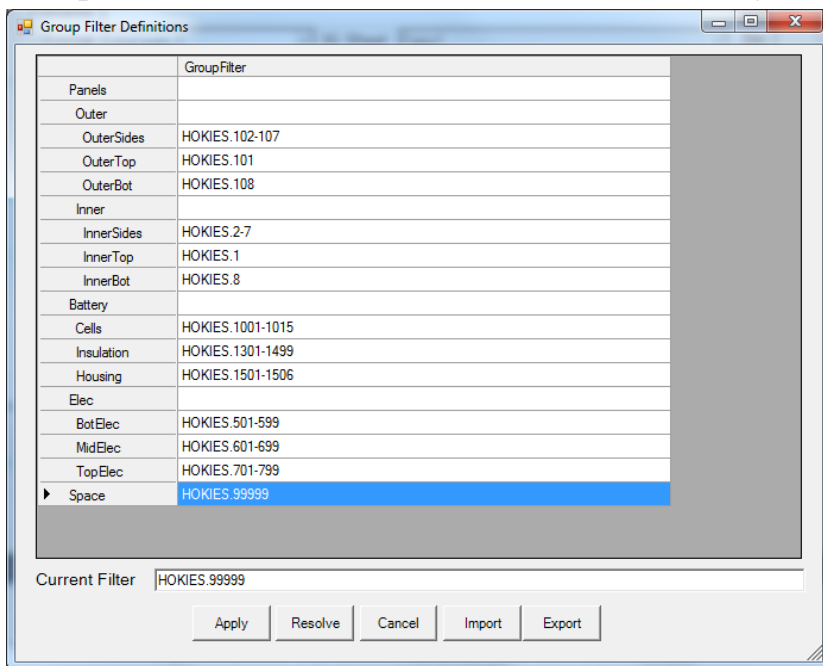 Group Filter Definitions
GroupFilter
Panels
Outer
OuterSides HOKIES.102-107
OuterTop HOKIES.101
OuterBot HOKIES.108
Inner
InnerSides HOKIES.2-7
InnerTop HOKIES.1
InnerBot HOKIES.8
Battery
Cells HOKIES.1001-1015
Insulation HOKIES.1301-1499
Housing HOKIES.1501-1506
Elec
BotElec HOKIES.501-599
MidElec HOKIES.601-699
TopElec HOKIES.701-799
Space HOKIES.99999
Current Filter HOKIES.99999
Apply Resolve Cancel Import Export